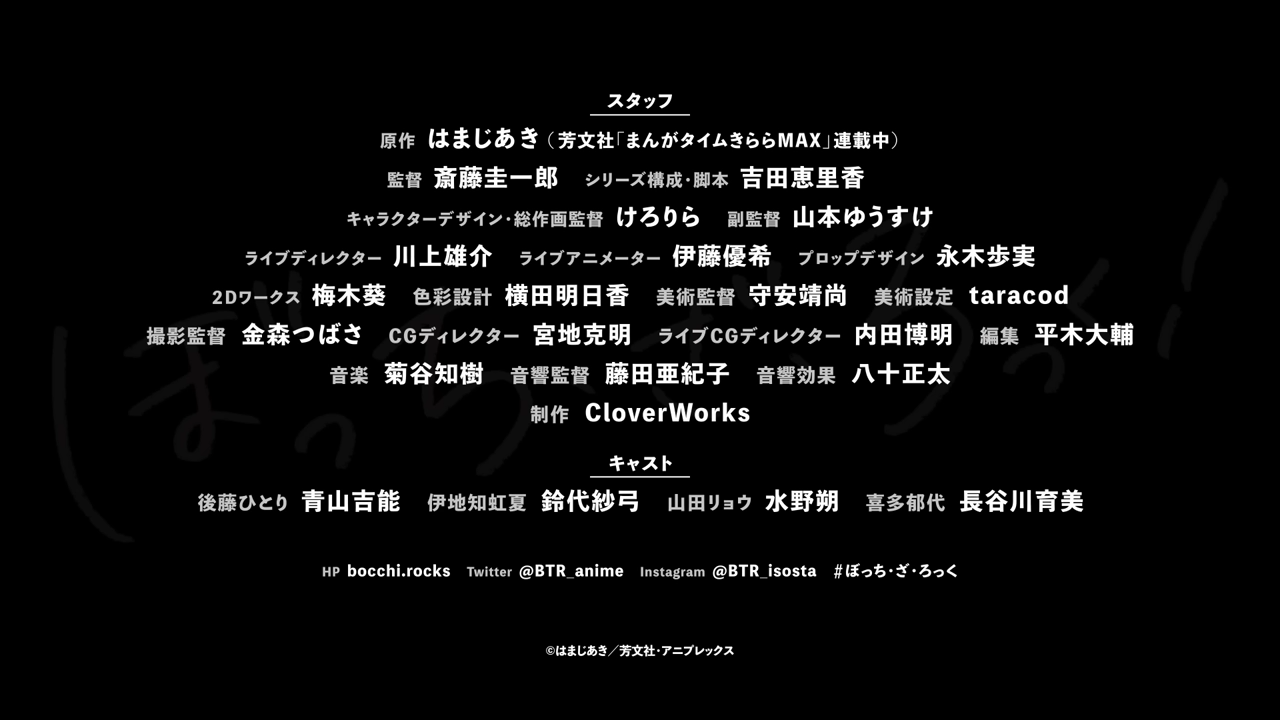 スタッフ
原作 はまじあき（芳文社「まんがタイムきららMAX」連載中）
監督 斎藤圭一郎 シリーズ構成・脚本 吉田恵里香
キャラクターデザイン・総作画監督 けろりら 副監督 山本ゆうすけ
ライブディレクター 川上雄介 ライブアニメーター 伊藤優希 プロップデザイン 永木歩実
2Dワークス 梅木葵 色彩設計 横田明日香 美術監督 守安靖尚 美術設定 taracod
撮影監督 金森つばさ CGディレクター 宮地克明 ライブCGディレクター 内田博明 編集 平木大輔
音楽 菊谷知樹 音響監督 藤田亜紀子 音響効果 八十正太
制作 CloverWorks
ぼっち・ざ・ろっく！
キャスト
後藤ひとり 青山吉能 伊地知虹夏 鈴代紗弓 山田リョウ 水野朔 喜多郁代 長谷川育美
HP bocchi.rocks Twitter @BTR_anime Instagram @BTR_isosta #ぼっち・ざ・ろっく
©はまじあき／芳文社・アニプレックス